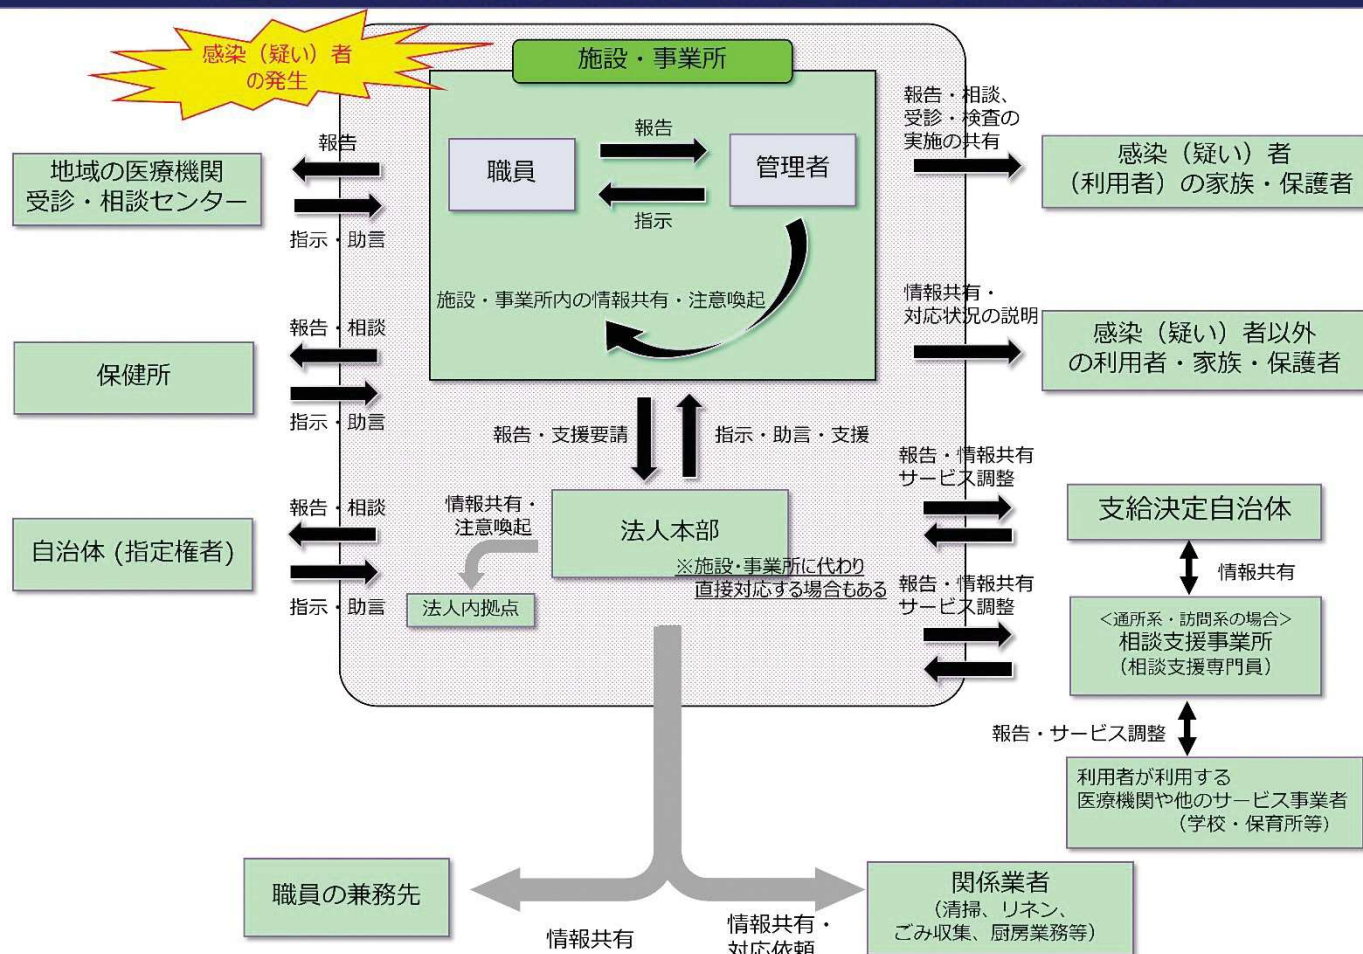 感染（疑い）者
の発生
施設・事業所
職員
報告
指示
管理者
施設・事業所内の情報共有・注意喚起
報告
地域の医療機関
受診・相談センター
指示・助言
報告・相談
保健所
指示・助言
報告・相談
自治体 (指定権者)
指示・助言
報告・支援要請
指示・助言・支援
情報共有・
注意喚起
法人本部
※施設・事業所に代わり
直接対応する場合もある
法人内拠点
報告・相談、
受診・検査の
実施の共有
感染（疑い）者
（利用者）の家族・保護者
情報共有・
対応状況の説明
感染（疑い）者以外
の利用者・家族・保護者
報告・情報共有
サービス調整
支給決定自治体
情報共有
報告・情報共有
サービス調整
＜通所系・訪問系の場合＞
相談支援事業所
（相談支援専門員）
報告・サービス調整
利用者が利用する
医療機関や他のサービス事業者
（学校・保育所等）
職員の兼務先
情報共有
情報共有・
対応依頼
関係業者
（清掃、リネン、
ごみ収集、厨房業務等）